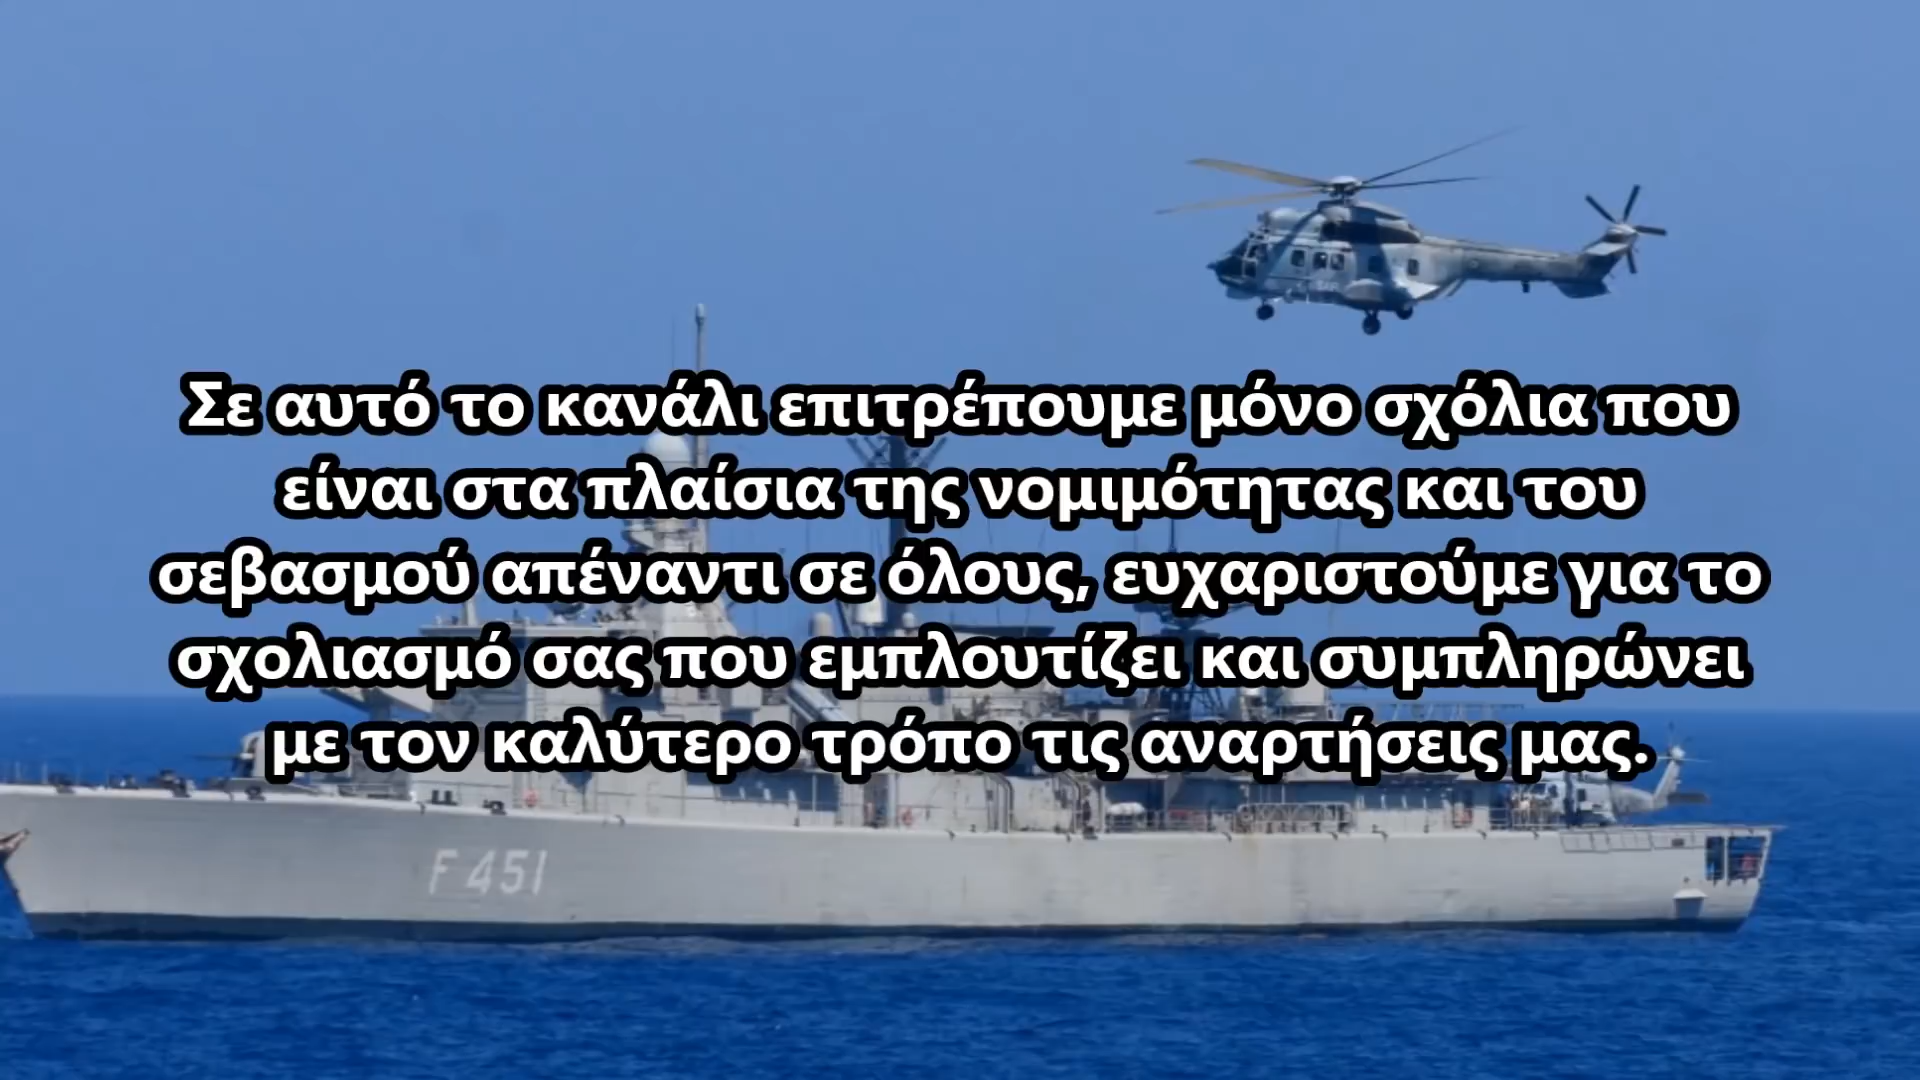 Σε αυτό το κανάλι επιτρέπουμε μόνο σχόλια που
είναι στα πλαίσια της νομιμότητας και του
σεβασμού απέναντι σε όλους, ευχαριστούμε για το
σχολιασμό σας που εμπλουτίζει και συμπληρώνει
με τον καλύτερο τρόπο τις αναρτήσεις μας.
F 451